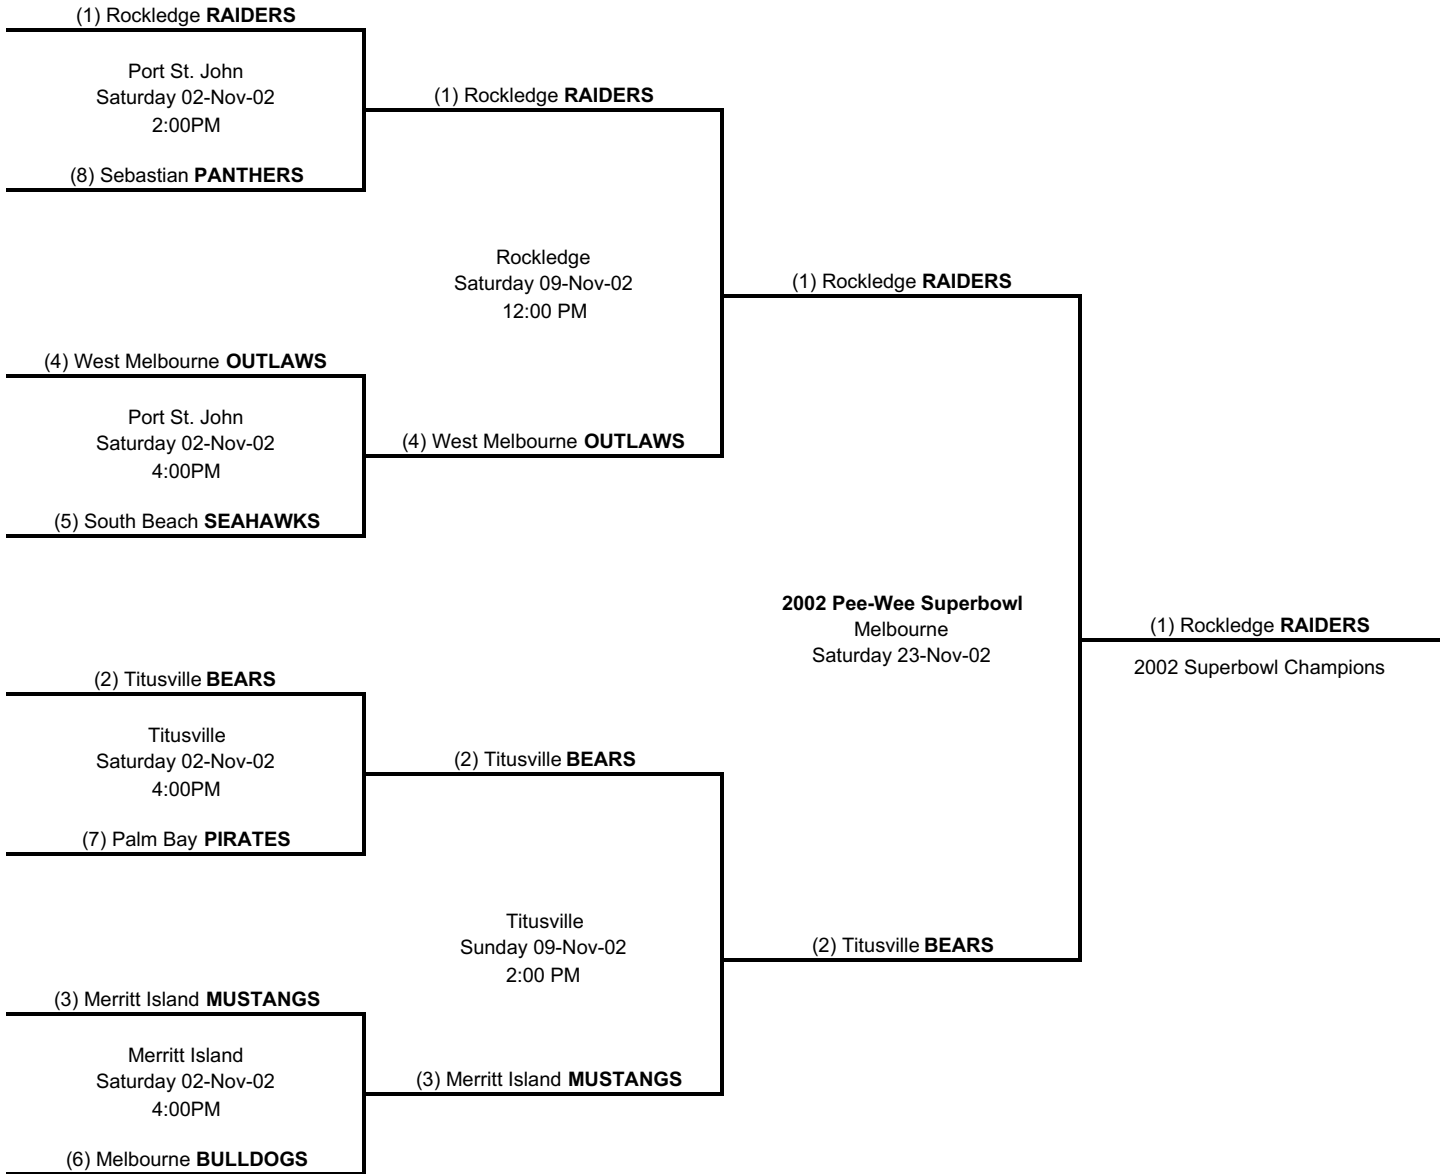 (1) Rockledge RAIDERS
Port St. John
Saturday 02-Nov-02
2:00PM
(8) Sebastian PANTHERS
(4) West Melbourne OUTLAWS
Port St. John
Saturday 02-Nov-02
4:00PM
(5) South Beach SEAHAWKS
(2) Titusville BEARS
Titusville
Saturday 02-Nov-02
4:00PM
(7) Palm Bay PIRATES
(3) Merritt Island MUSTANGS
Merritt Island
Saturday 02-Nov-02
4:00PM
(6) Melbourne BULLDOGS
(1) Rockledge RAIDERS
Rockledge
Saturday 09-Nov-02
12:00 PM
(4) West Melbourne OUTLAWS
(2) Titusville BEARS
Titusville
Sunday 09-Nov-02
2:00 PM
(3) Merritt Island MUSTANGS
(1) Rockledge RAIDERS
2002 Pee-Wee Superbowl
Melbourne
Saturday 23-Nov-02
(2) Titusville BEARS
(1) Rockledge RAIDERS
2002 Superbowl Champions